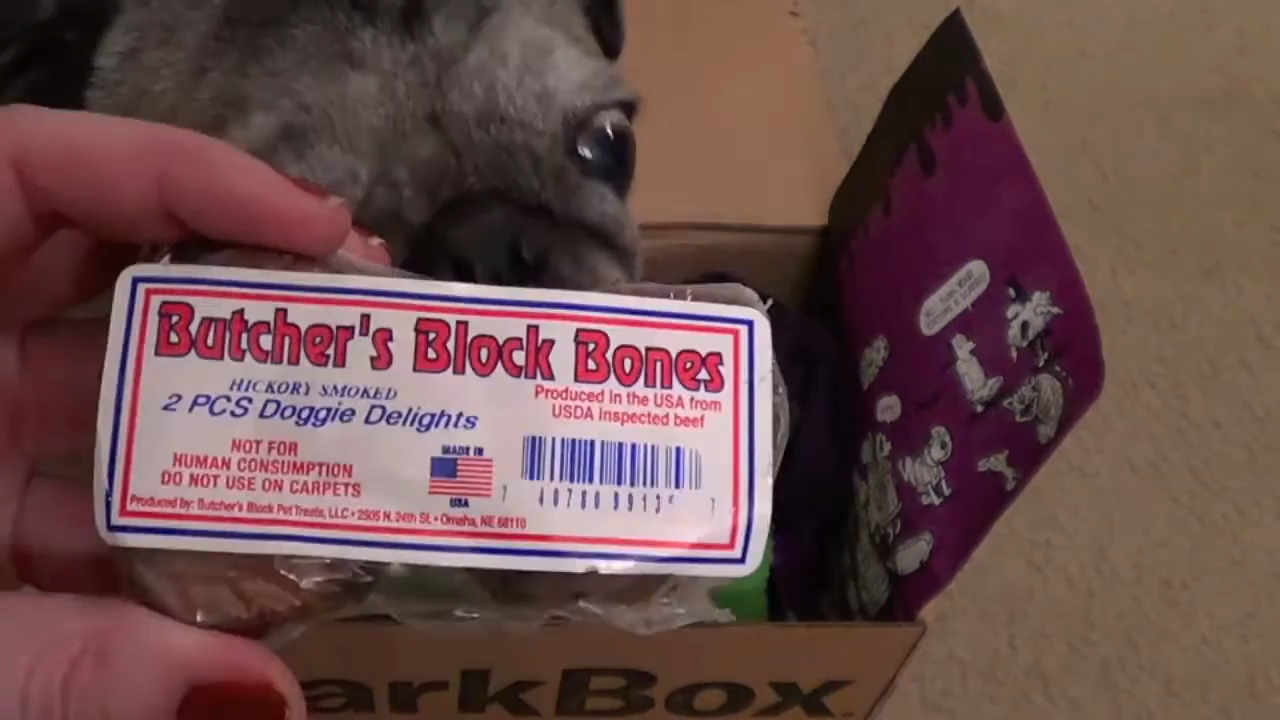 Butcher's Block Bones
HICKORY SMOKED
2 PCS Doggie Delights
Produced in the USA from
USDA inspected beef
NOT FOR
HUMAN CONSUMPTION
DO NOT USE ON CARPETS
MADE IN
USA
Produced by: Butcher's Block Pet Treats, LLC • 2505 N. 24th St. • Omaha, NE 68110
arkBox